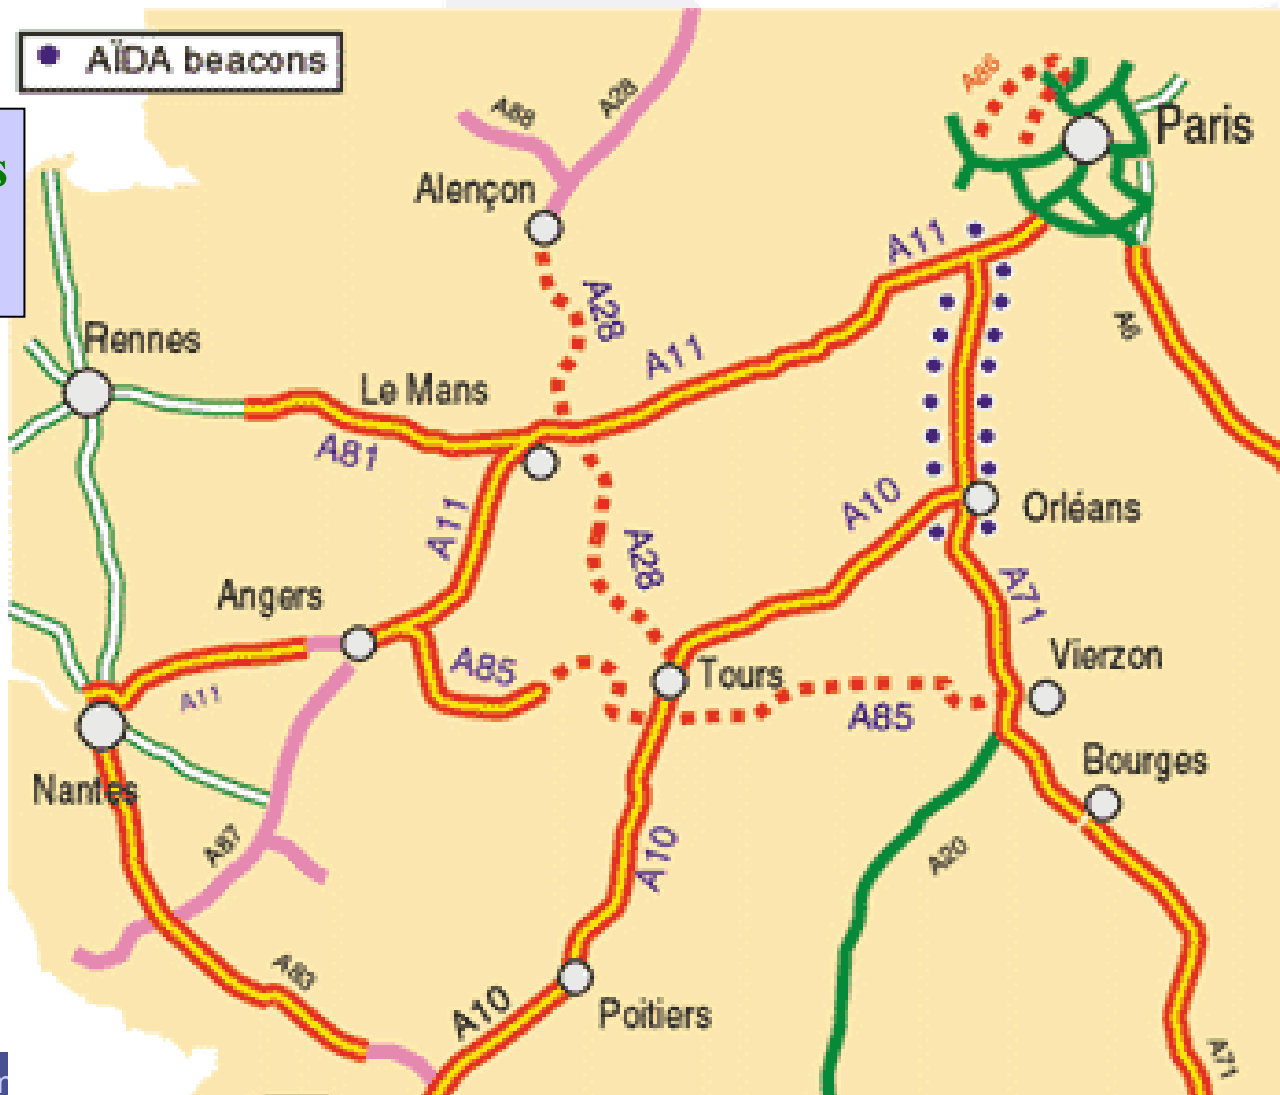 AÏDA beacons
s
A86
A28
A88
Paris
Alençon
A11
A28
Rennes
A11
Le Mans
A81
A10
A11
Orléans
A28
Angers
A71
Vierzon
A85
Tours
A11
A85
Bourges
Nantes
A87
A10
A20
A83
A10
Poitiers
A71